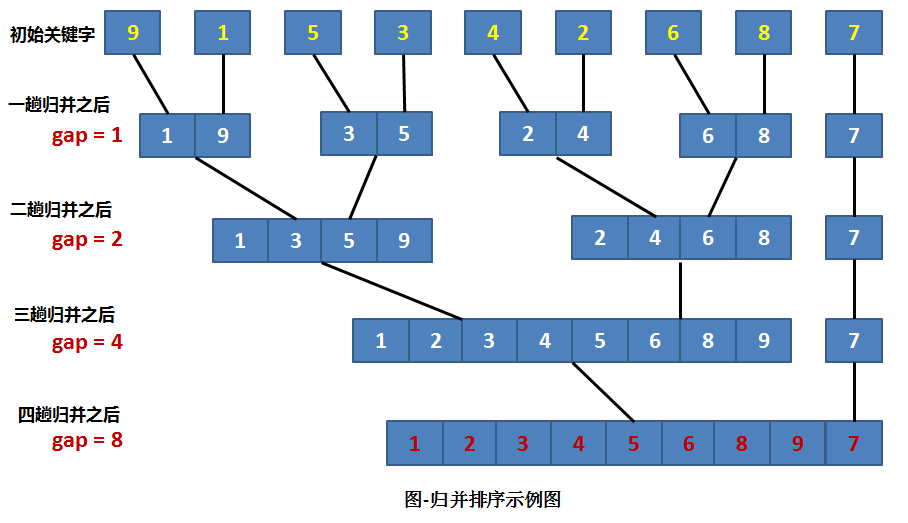 初始关键字 9 1 5 3 4 2 6 8 7
一趟归并之后
gap = 1 1 9 3 5 2 4 6 8 7
二趟归并之后
gap = 2 1 3 5 9 2 4 6 8 7
三趟归并之后
gap = 4 1 2 3 4 5 6 8 9 7
四趟归并之后
gap = 8 1 2 3 4 5 6 8 9 7
图-归并排序示例图